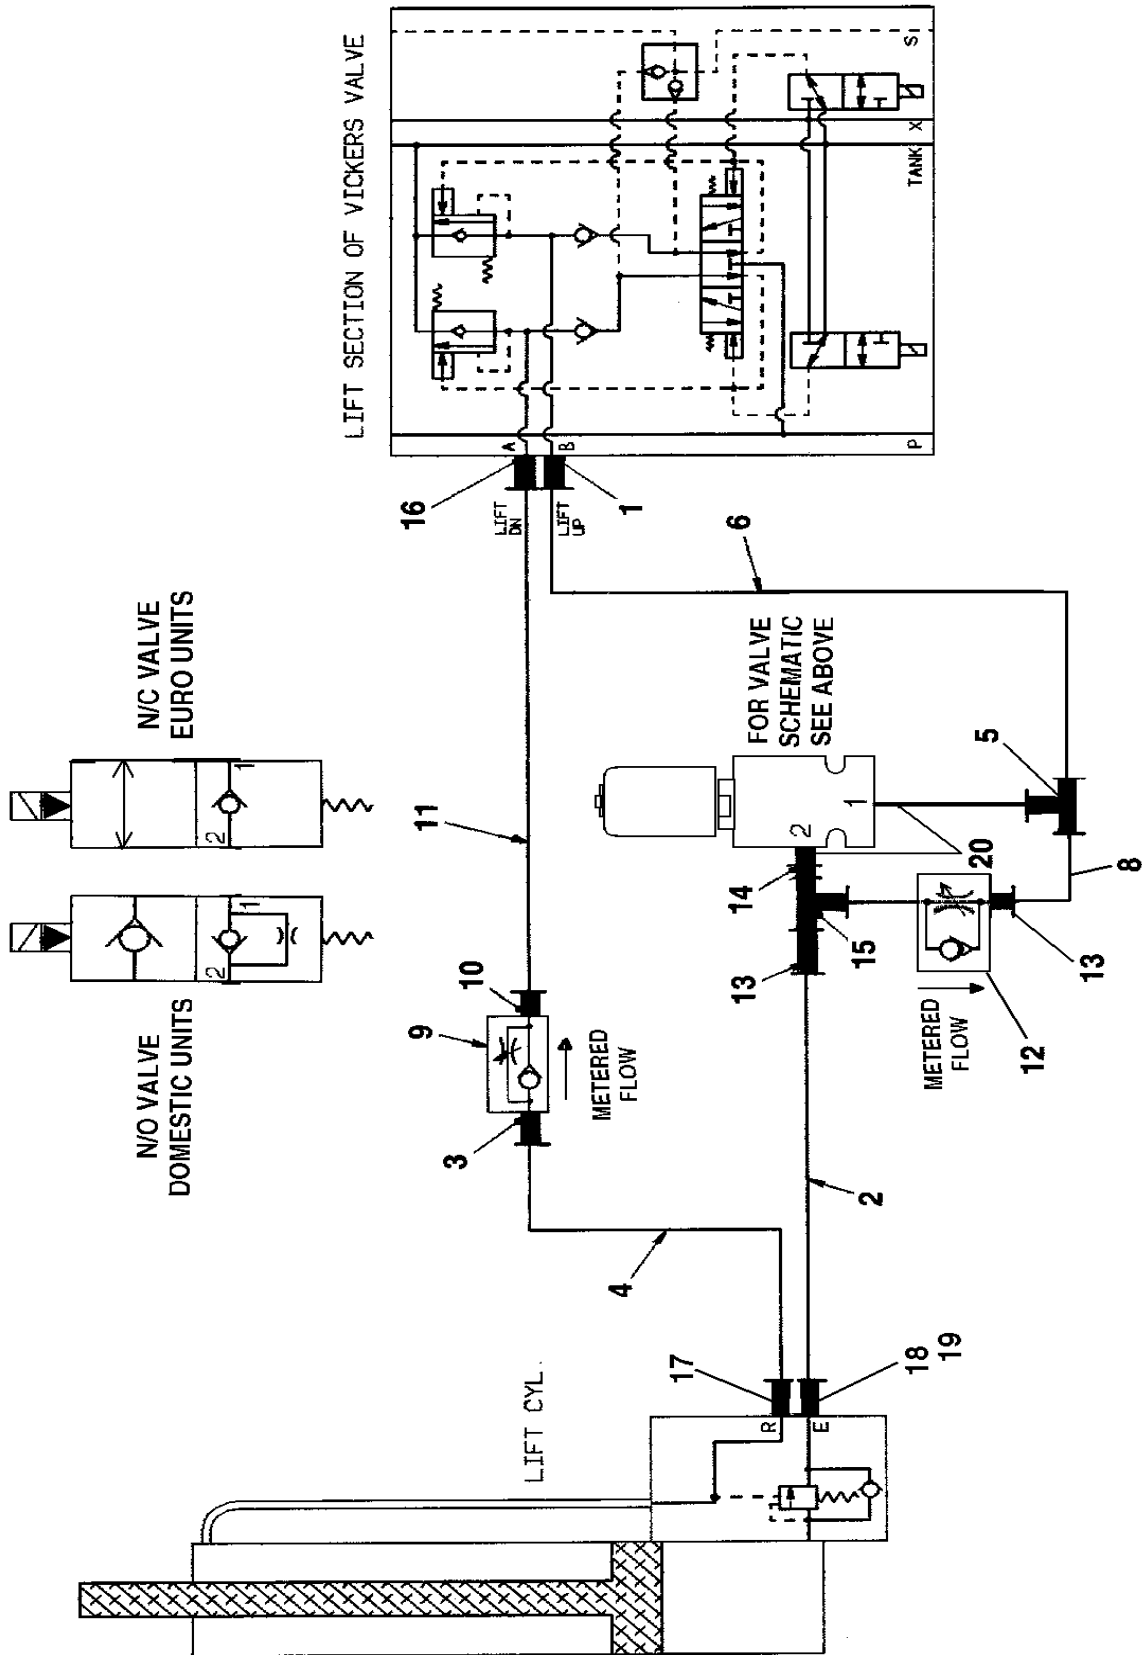 N/O VALVE
DOMESTIC UNITS
2
1
N/C VALVE
EURO UNITS
2
1
LIFT SECTION OF VICKERS VALVE
A
B
P
TANK
X
S
LIFT
DN
LIFT
UP
16
1
6
11
10
9
METERED
FLOW
3
4
LIFT CYL.
R
E
17
18
19
2
13
15
14
2
1
FOR VALVE
SCHEMATIC
SEE ABOVE
20
5
8
13
12
METERED
FLOW